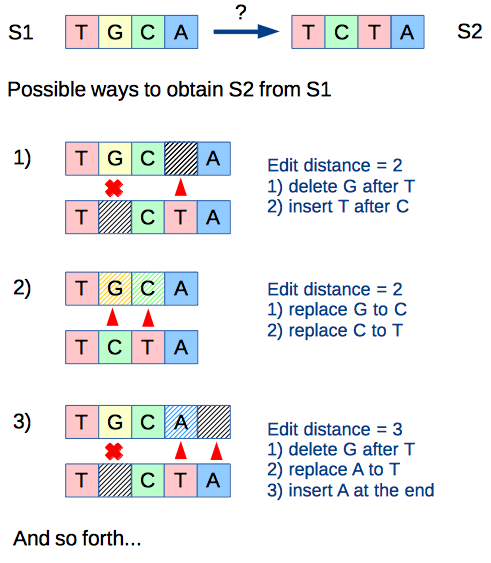 ?
S1 T G C A T C T A S2
Possible ways to obtain S2 from S1
1) T G C A
Edit distance = 2
1) delete G after T
2) insert T after C
T C T A
2) T G C A
Edit distance = 2
1) replace G to C
2) replace C to T
T C T A
3) T G C A
Edit distance = 3
1) delete G after T
2) replace A to T
3) insert A at the end
T C T A
And so forth...